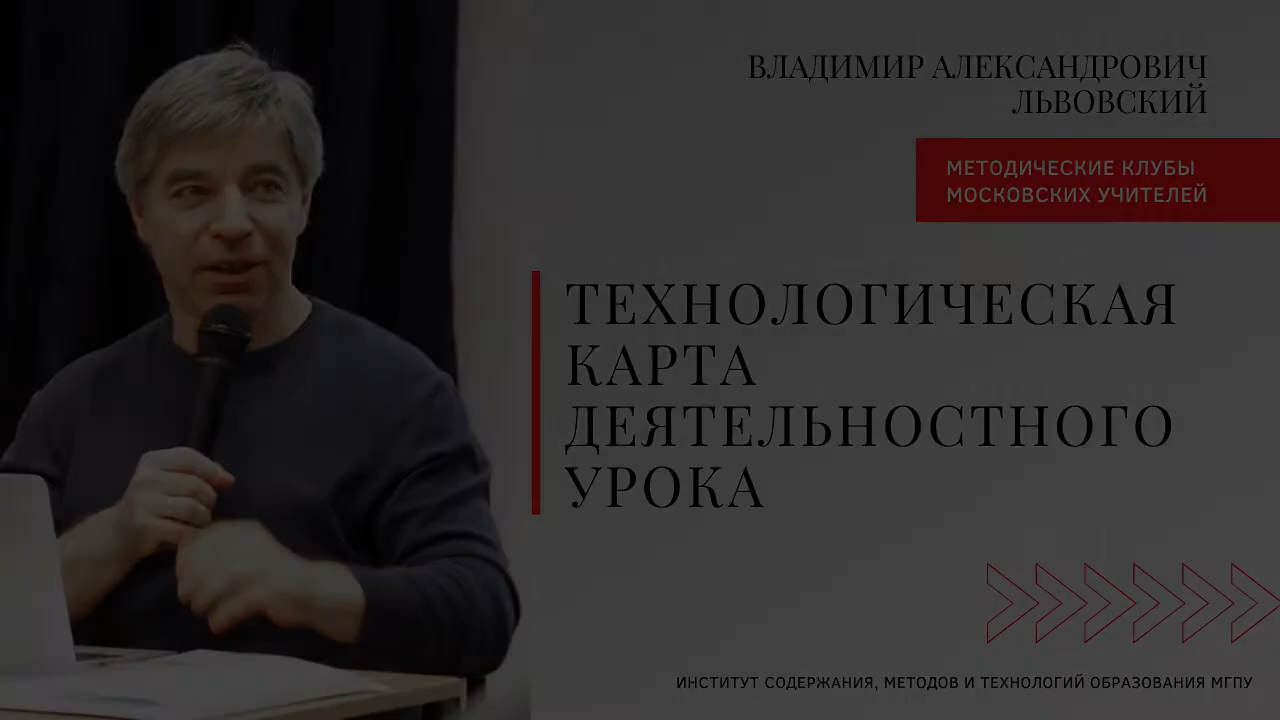 ВЛАДИМИР АЛЕКСАНДРОВИЧ
ЛЬВОВСКИЙ
МЕТОДИЧЕСКИЕ КЛУБЫ
МОСКОВСКИХ УЧИТЕЛЕЙ
ТЕХНОЛОГИЧЕСКАЯ
КАРТА
ДЕЯТЕЛЬНОСТНОГО
УРОКА
ИНСТИТУТ СОДЕРЖАНИЯ, МЕТОДОВ И ТЕХНОЛОГИЙ ОБРАЗОВАНИЯ МГПУ